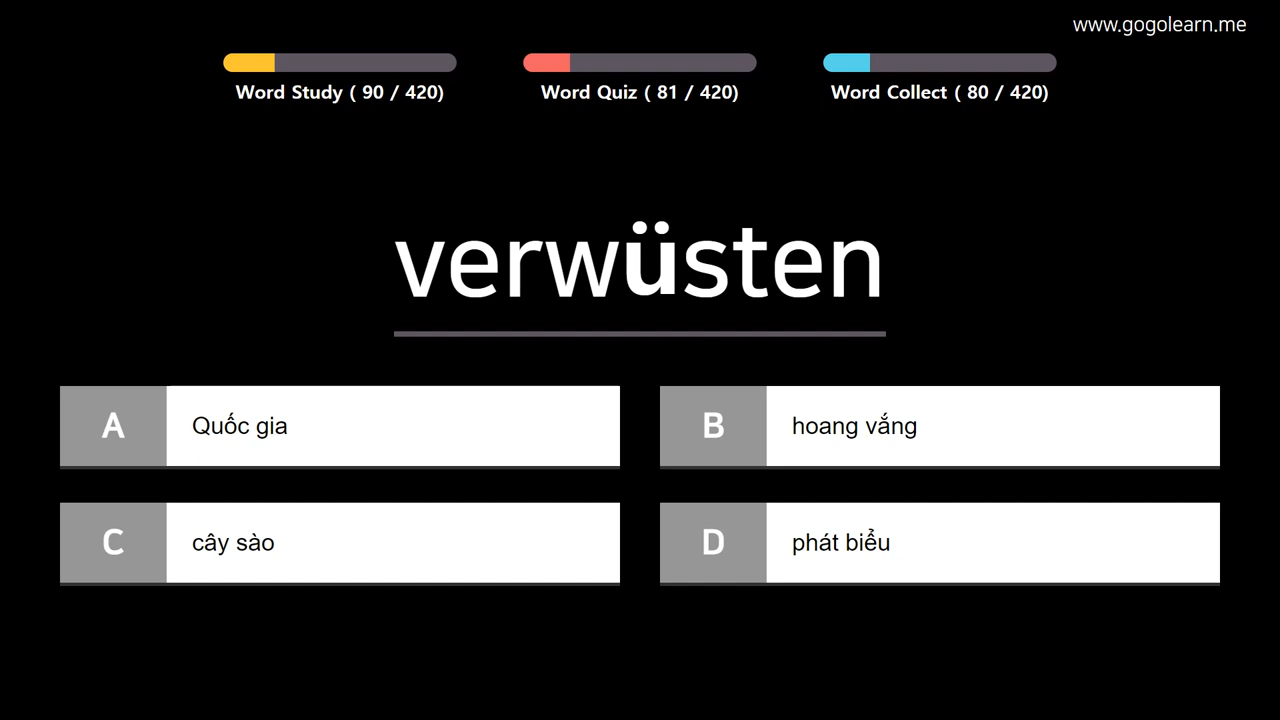 www.gogolearn.me
Word Study ( 90 / 420)
Word Quiz ( 81 / 420)
Word Collect ( 80 / 420)
verwüsten
A
Quốc gia
B
hoang vắng
C
cây sào
D
phát biểu